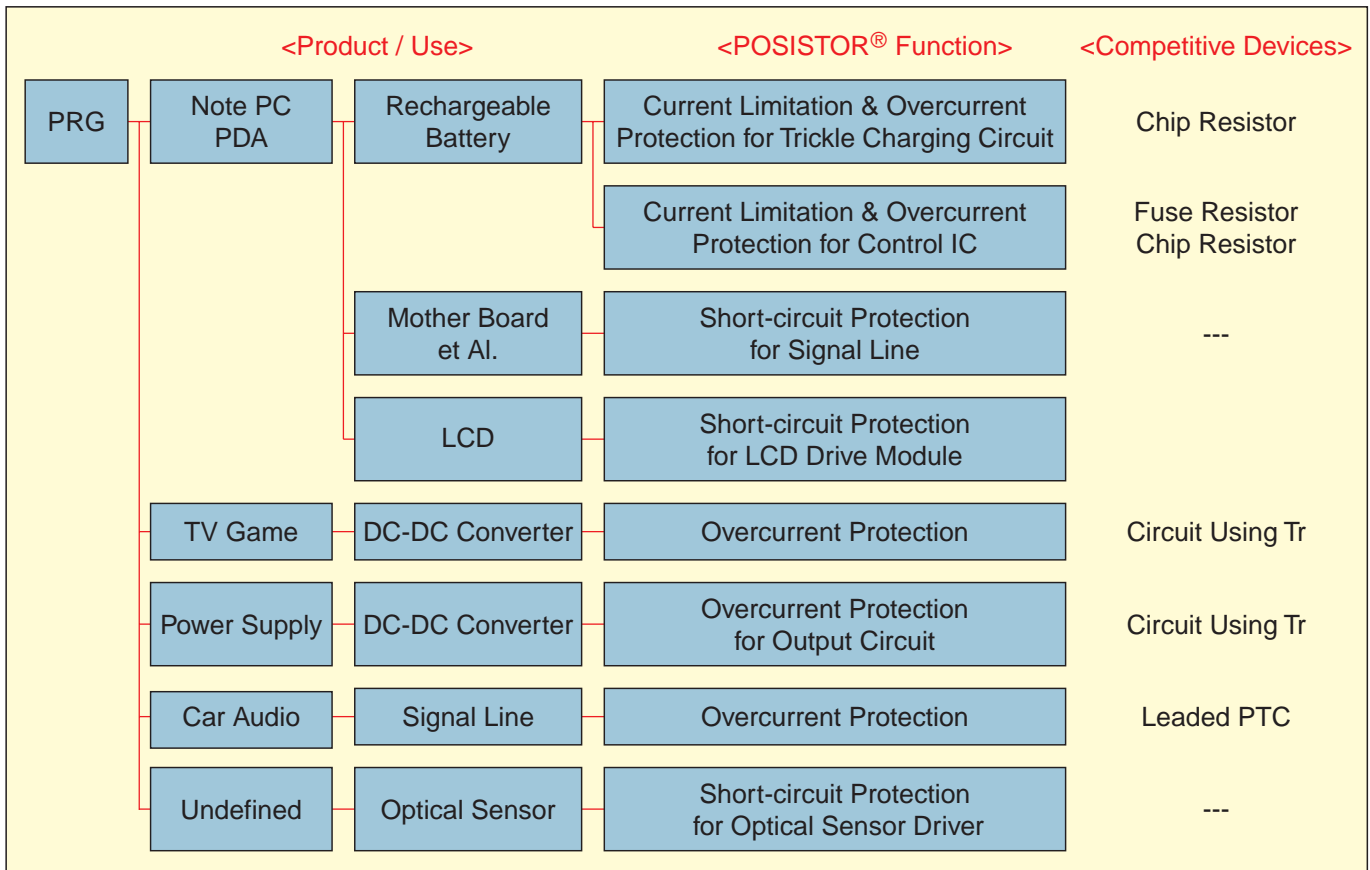 <Product / Use>
<POSISTOR® Function>
<Competitive Devices>
PRG
Note PC
PDA
Rechargeable
Battery
Current Limitation & Overcurrent
Protection for Trickle Charging Circuit
Chip Resistor
Current Limitation & Overcurrent
Protection for Control IC
Fuse Resistor
Chip Resistor
Mother Board
et Al.
Short-circuit Protection
for Signal Line
---
LCD
Short-circuit Protection
for LCD Drive Module
TV Game
DC-DC Converter
Overcurrent Protection
Circuit Using Tr
Power Supply
DC-DC Converter
Overcurrent Protection
for Output Circuit
Circuit Using Tr
Car Audio
Signal Line
Overcurrent Protection
Leaded PTC
Undefined
Optical Sensor
Short-circuit Protection
for Optical Sensor Driver
---